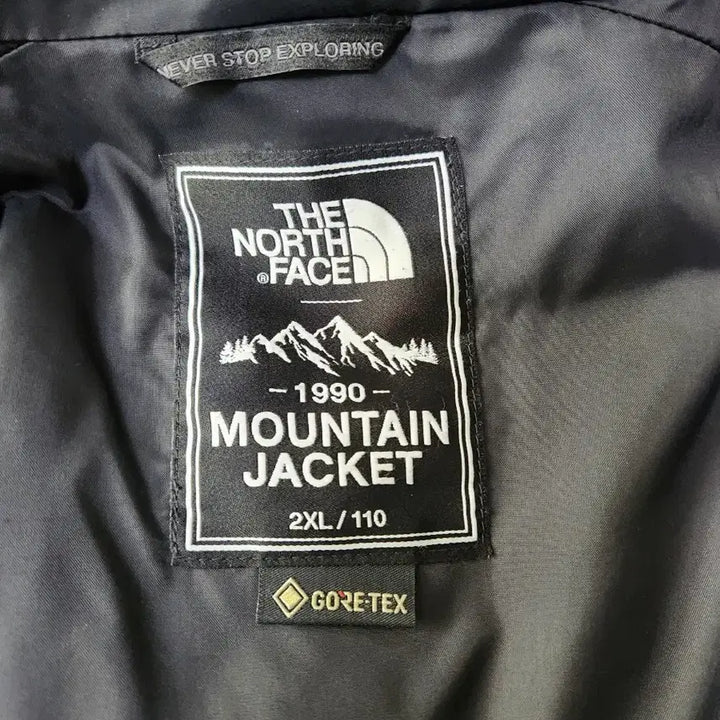 NEVER STOP EXPLORING
THE
NORTH
®FACE
-1990-
MOUNTAIN
JACKET
2XL/110
GORE-TEX